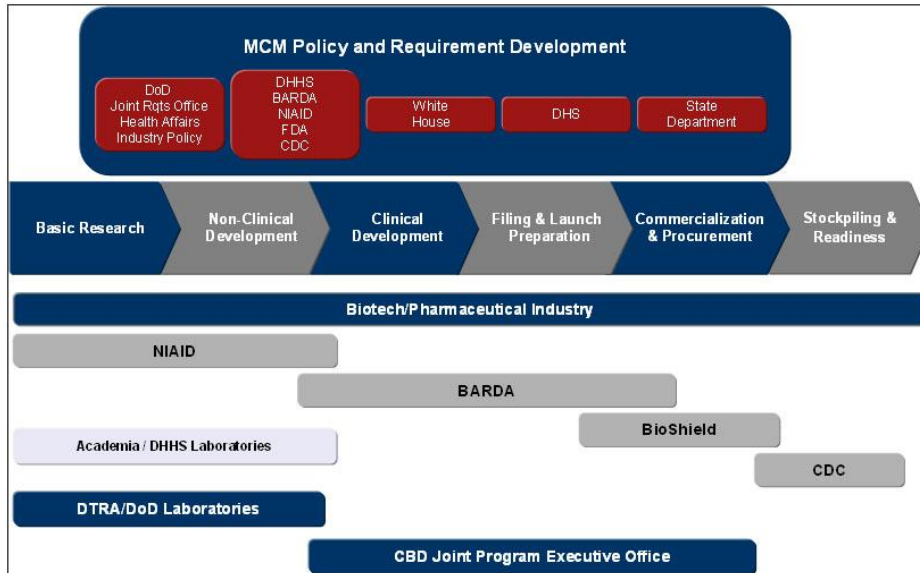 MCM Policy and Requirement Development
DoD
Joint Rqts Office
Health Affairs
Industry Policy
DHHS
BARDA
NIAID
FDA
CDC
White
House
DHS
State
Department
Basic Research
Non-Clinical
Development
Clinical
Development
Filing & Launch
Preparation
Commercialization
& Procurement
Stockpiling &
Readiness
Biotech/Pharmaceutical Industry
NIAID
BARDA
BioShield
Academia / DHHS Laboratories
CDC
DTRA/DoD Laboratories
CBD Joint Program Executive Office